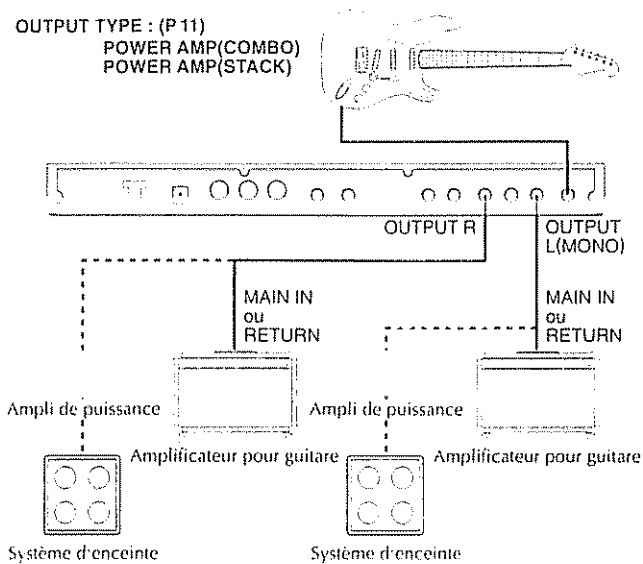 OUTPUT TYPE : (P 11)
POWER AMP(COMBO)
POWER AMP(STACK)
OUTPUT R
OUTPUT
L(MONO)
MAIN IN
ou
RETURN
MAIN IN
ou
RETURN
Ampli de puissance
Ampli de puissance
Amplificateur pour guitare
Amplificateur pour guitare
Système d'enceinte
Système d'enceinte